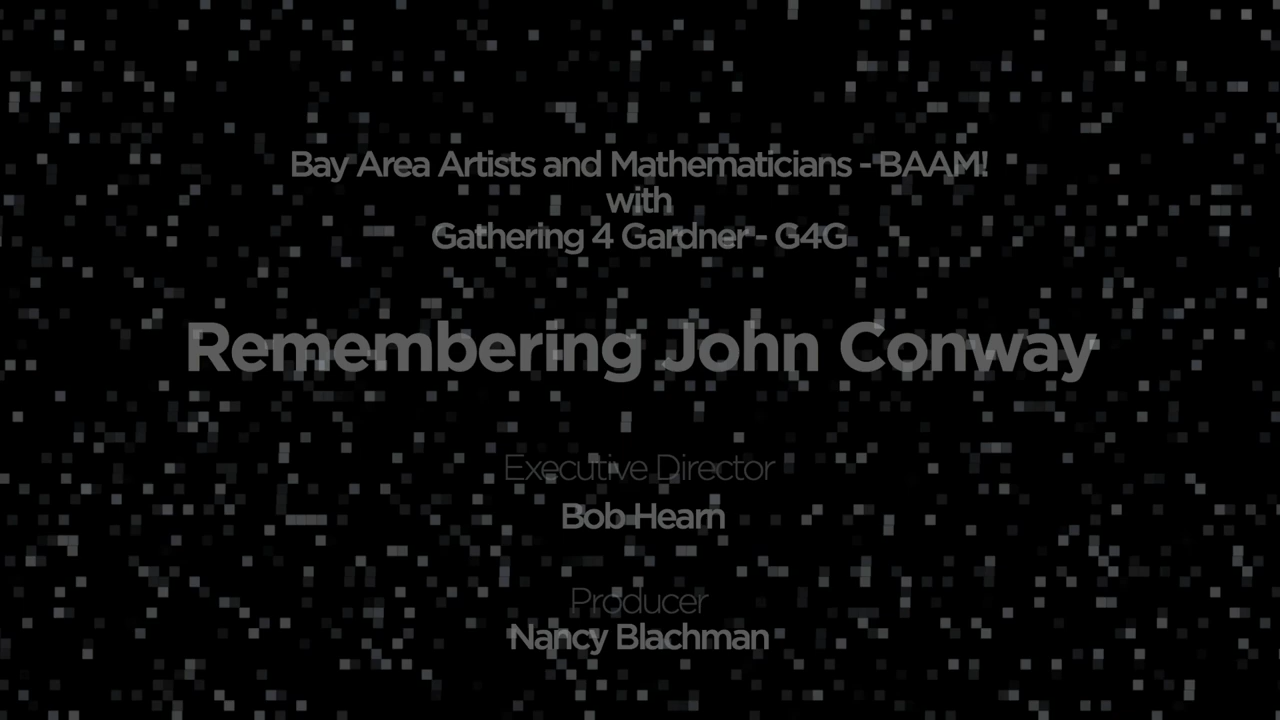 Bay Area Artists and Mathematicians - BAAM!
with
Gathering 4 Gardner - G4G
Remembering John Conway
Executive Director
Bob Hearn
Producer
Nancy Blachman